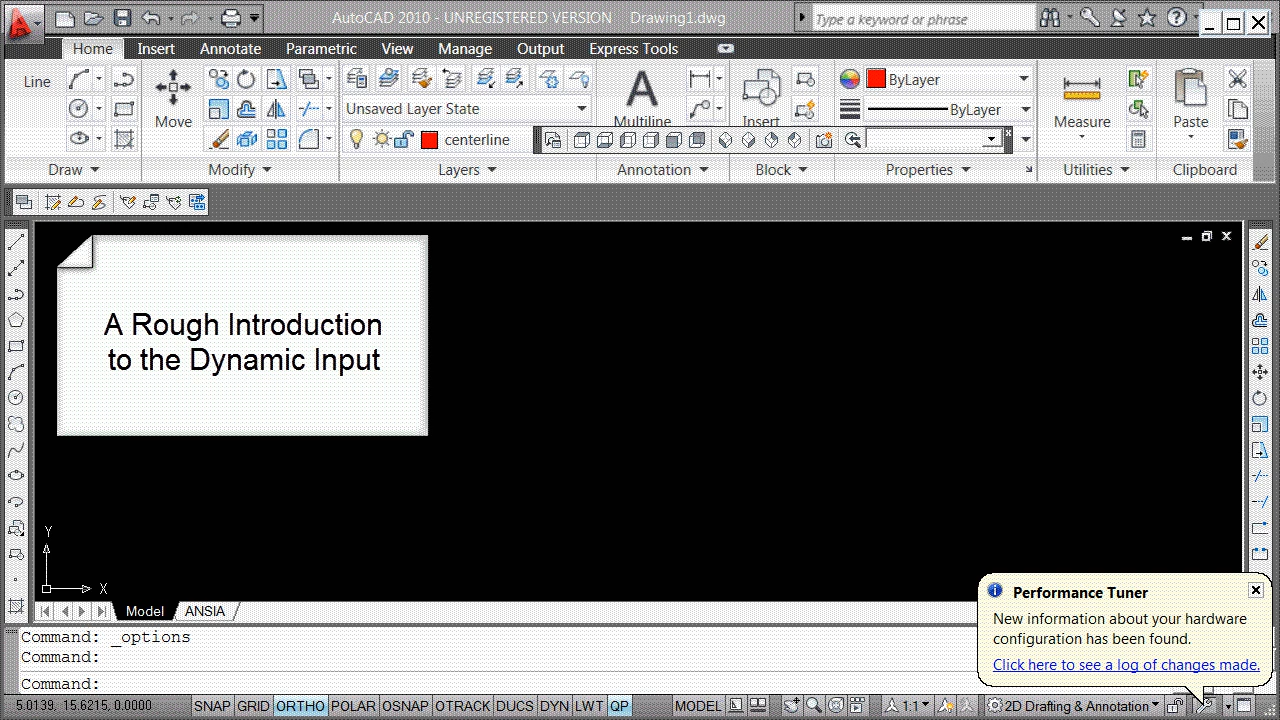 AutoCAD 2010 - UNREGISTERED VERSION Drawing1.dwg
Type a keyword or phrase
Home Insert Annotate Parametric View Manage Output Express Tools
Line
Move
Unsaved Layer State
centerline
Multiline
Insert
ByLayer
ByLayer
Measure
Paste
Draw Modify Layers Annotation Block Properties Utilities Clipboard
A Rough Introduction
to the Dynamic Input
Y
X
Model ANSIA
Command: _options
Command:
Command:
Performance Tuner
New information about your hardware
configuration has been found.
Click here to see a log of changes made.
5.0139, 15.6215, 0.0000 SNAP GRID ORTHO POLAR OSNAP OTRACK DUCS DYN LWT QP MODEL 1:1 2D Drafting & Annotation